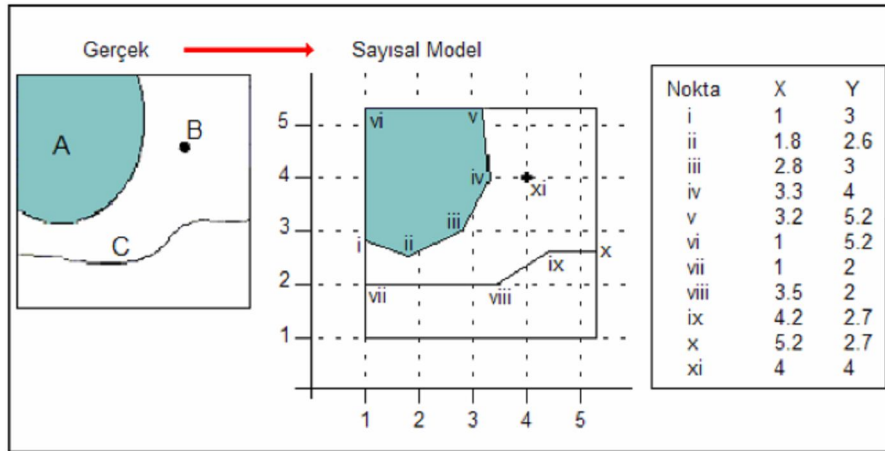 Gerçek
Sayısal Model
A
B
C
5
4
3
2
1
1 2 3 4 5
vi
v
iv
xi
iii
ii
i
ix
x
vii
viii
Nokta X Y
i 1 3
ii 1.8 2.6
iii 2.8 3
iv 3.3 4
v 3.2 5.2
vi 1 5.2
vii 1 2
viii 3.5 2
ix 4.2 2.7
x 5.2 2.7
xi 4 4